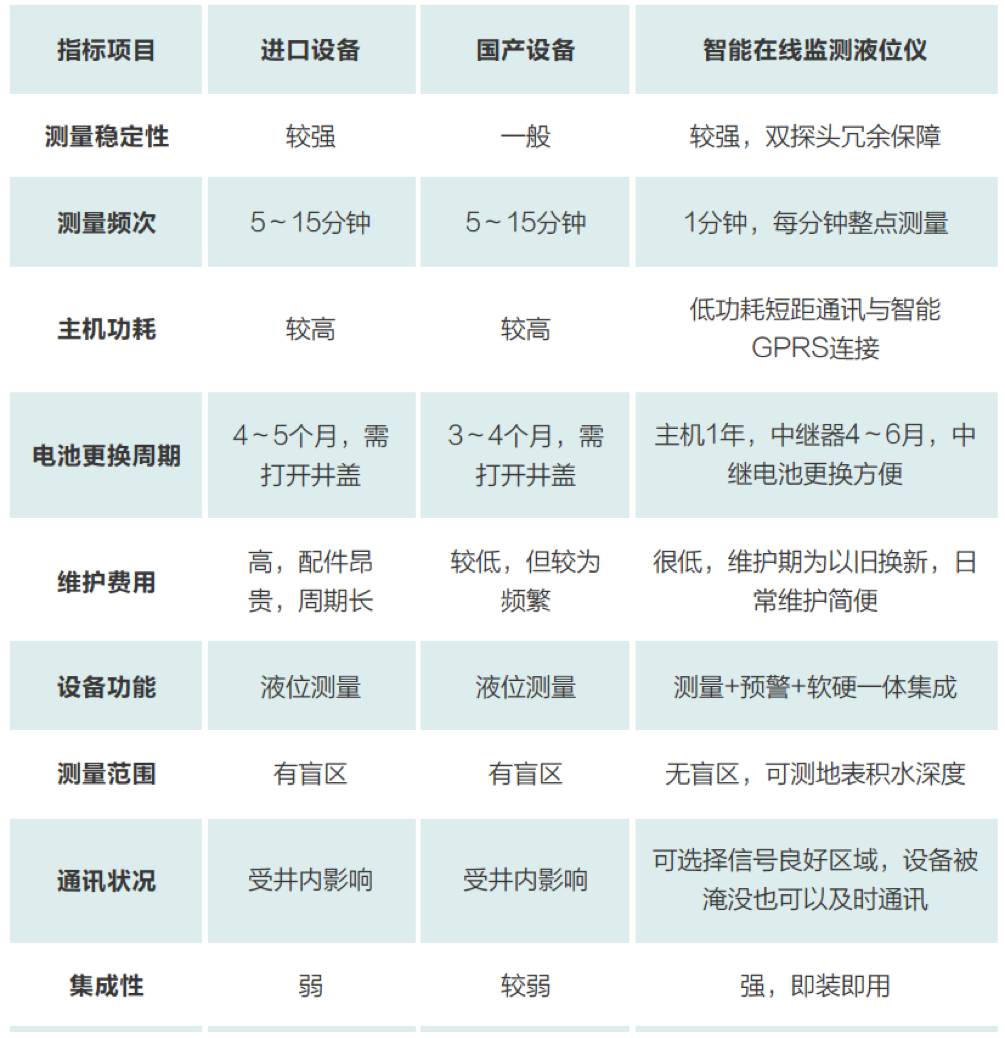 指标项目 进口设备 国产设备 智能在线监测液位仪
测量稳定性 较强 一般 较强，双探头冗余保障
测量频次 5～15分钟 5～15分钟 1分钟，每分钟整点测量
主机功耗 较高 较高 低功耗短距通讯与智能
GPRS连接
电池更换周期 4～5个月，需 3～4个月，需 主机1年，中继器4～6月，中
打开井盖 打开井盖 继电池更换方便
维护费用 高，配件昂 较低，但较为 很低，维护期为以旧换新，日
贵，周期长 频繁 常维护简便
设备功能 液位测量 液位测量 测量+预警+软硬一体集成
测量范围 有盲区 有盲区 无盲区，可测地表积水深度
通讯状况 受井内影响 受井内影响 可选择信号良好区域，设备被
淹没也可以及时通讯
集成性 弱 较弱 强，即装即用